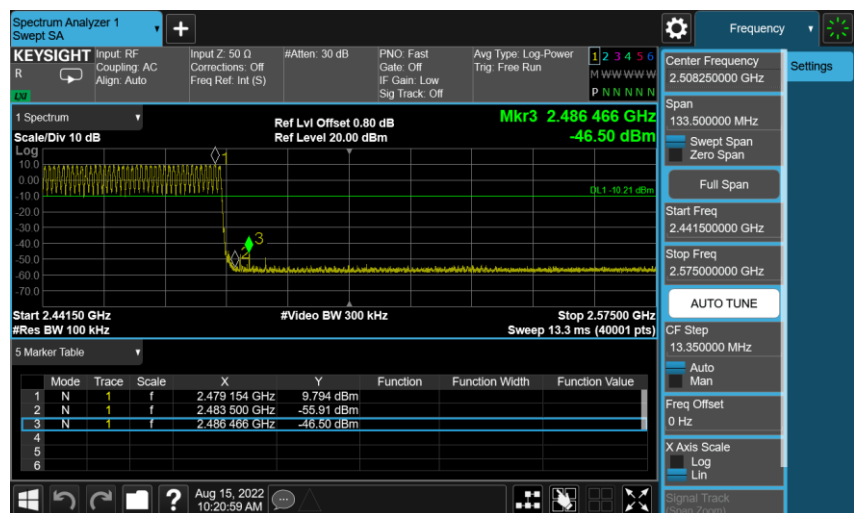 Spectrum Analyzer 1
Swept SA
+
Frequency
KEYSIGHT
R
LXI
Input: RF
Coupling: AC
Align: Auto
Input Z: 50 Ω
Corrections: Off
Freq Ref: Int (S)
#Atten: 30 dB
PNO: Fast
Gate: Off
IF Gain: Low
Sig Track: Off
Avg Type: Log-Power
Trig: Free Run
1 2 3 4 5 6
M W W W W W
P N N N N N
1 Spectrum
Scale/Div 10 dB
Ref Lvl Offset 0.80 dB
Ref Level 20.00 dBm
Mkr3 2.486 466 GHz
-46.50 dBm
Log
10.0
0.00
-10.0
-20.0
-30.0
-40.0
-50.0
-60.0
-70.0
1
2
3
DL1 -10.21 dBm
Start 2.44150 GHz
#Res BW 100 kHz
#Video BW 300 kHz
Stop 2.57500 GHz
Sweep 13.3 ms (40001 pts)
5 Marker Table
Mode Trace Scale X Y Function Function Width Function Value
1 N 1 f 2.479 154 GHz 9.794 dBm
2 N 1 f 2.483 500 GHz -55.91 dBm
3 N 1 f 2.486 466 GHz -46.50 dBm
4
5
6
Aug 15, 2022
10:20:59 AM
?
Center Frequency
2.508250000 GHz
Settings
Span
133.500000 MHz
Swept Span
Zero Span
Full Span
Start Freq
2.441500000 GHz
Stop Freq
2.575000000 GHz
AUTO TUNE
CF Step
13.350000 MHz
Auto
Man
Freq Offset
0 Hz
X Axis Scale
Log
Lin
Signal Track
(Span Zoom)